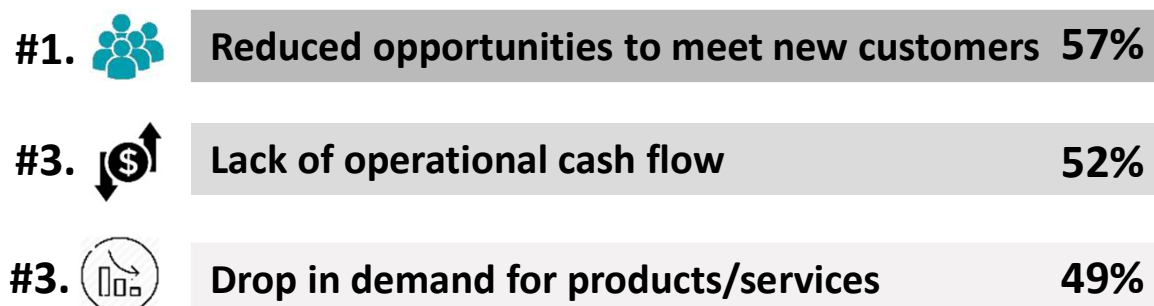 #1. Reduced opportunities to meet new customers 57%
#3. $ Lack of operational cash flow 52%
#3. Drop in demand for products/services 49%